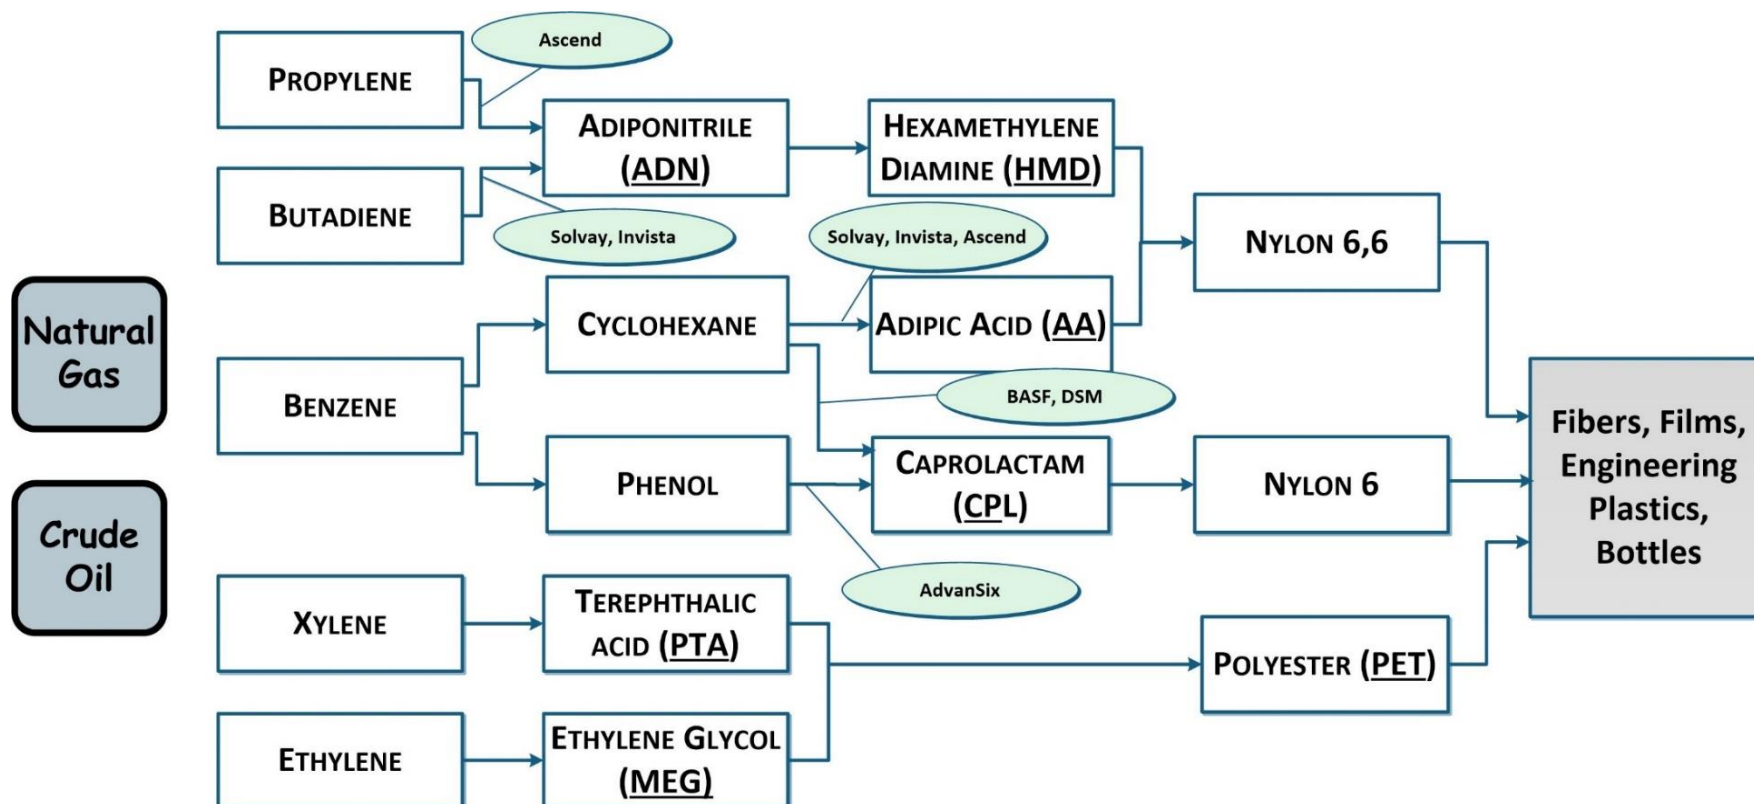 Ascend
PROPYLENE
ADIPONITRILE
(ADN)
HEXAMETHYLENE
DIAMINE (HMD)
BUTADIENE
Solvay, Invista
Solvay, Invista, Ascend
NYLON 6,6
Natural
Gas
CYCLOHEXANE
ADIPIC ACID (AA)
BENZENE
BASF, DSM
Fibers, Films,
Engineering
Plastics,
Bottles
PHENOL
CAPROLACTAM
(CPL)
NYLON 6
Crude
Oil
AdvanSix
XYLENE
TEREPHTHALIC
ACID (PTA)
POLYESTER (PET)
ETHYLENE
ETHYLENE GLYCOL
(MEG)